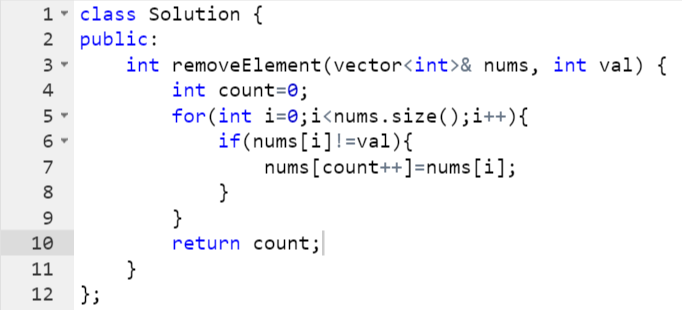 1 class Solution {
2 public:
3     int removeElement(vector<int>& nums, int val) {
4         int count=0;
5         for(int i=0;i<nums.size();i++){
6             if(nums[i]!=val){
7                 nums[count++]=nums[i];
8             }
9         }
10         return count;
11     }
12 };